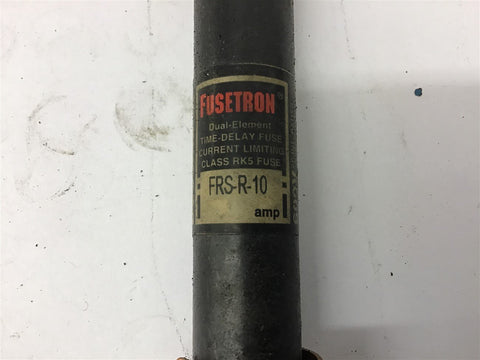 FUSETRON®
Dual-Element
TIME-DELAY FUSE
CURRENT LIMITING
CLASS RK5 FUSE
FRS-R-10
amp